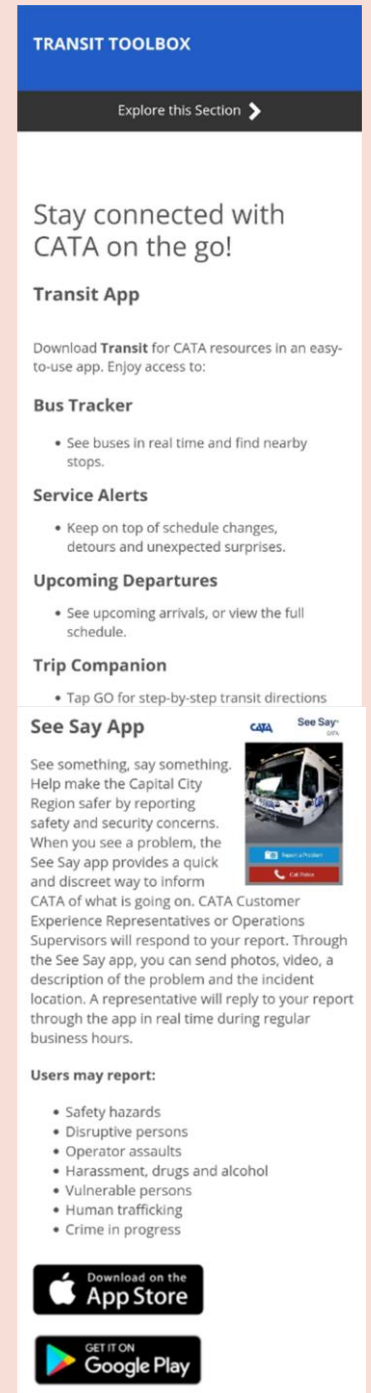 TRANSIT TOOLBOX
Explore this Section
Stay connected with
CATA on the go!
Transit App
Download Transit for CATA resources in an easy-
to-use app. Enjoy access to:
Bus Tracker
• See buses in real time and find nearby
stops.
Service Alerts
• Keep on top of schedule changes,
detours and unexpected surprises.
Upcoming Departures
• See upcoming arrivals, or view the full
schedule.
Trip Companion
• Tap GO for step-by-step transit directions
See Say App
CATA
See Say
CATA
See something, say something.
Help make the Capital City
Region safer by reporting
safety and security concerns.
When you see a problem, the
See Say app provides a quick
and discreet way to inform
Report a Problem
Call Police
CATA of what is going on. CATA Customer
Experience Representatives or Operations
Supervisors will respond to your report. Through
the See Say app, you can send photos, video, a
description of the problem and the incident
location. A representative will reply to your report
through the app in real time during regular
business hours.
Users may report:
• Safety hazards
• Disruptive persons
• Operator assaults
• Harassment, drugs and alcohol
• Vulnerable persons
• Human trafficking
• Crime in progress
Download on the
App Store
GET IT ON
Google Play